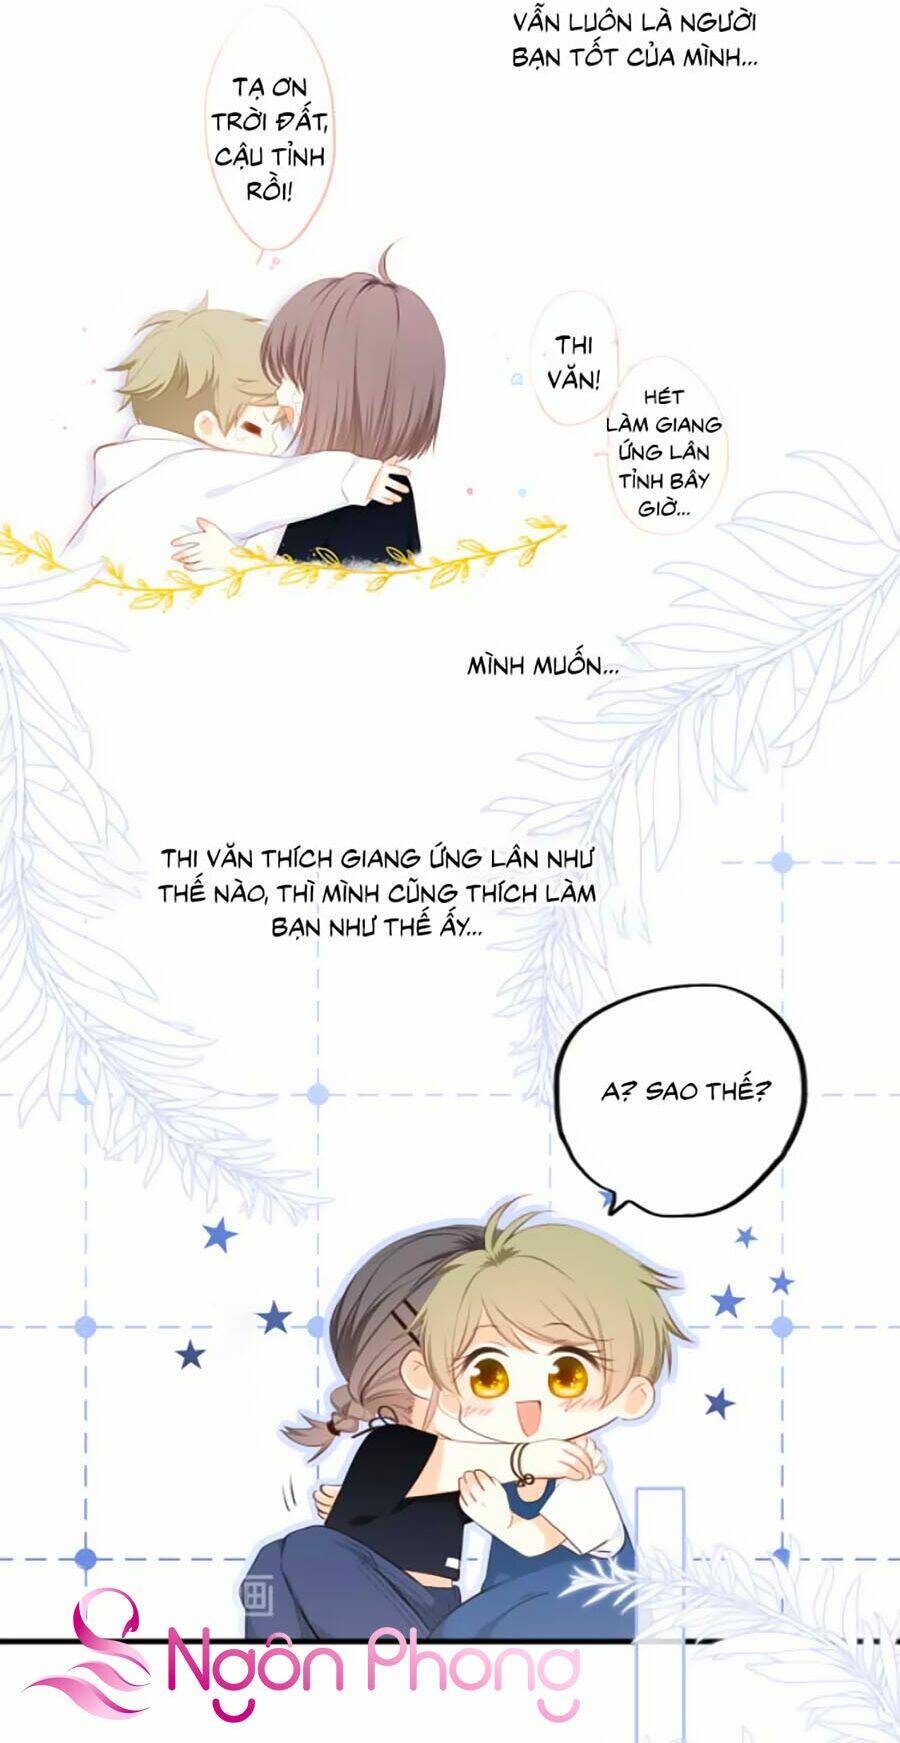 VẪN LUÔN LÀ NGƯỜI
BẠN TỐT CỦA MÌNH...
TẠ ƠN
TRỜI ĐẤT,
CẬU TỈNH
RỒI!
THI
VĂN!
HÉT
LÀM GIANG
ỨNG LÂN
TỈNH BÂY
GIỜ...
MÌNH MUỐN...
THI VĂN THÍCH GIANG ỨNG LÂN NHƯ
THẾ NÀO, THÌ MÌNH CŨNG THÍCH LÀM
BẠN NHƯ THẾ ẤY...
A? SAO THẾ?
画
Ngôn Phong